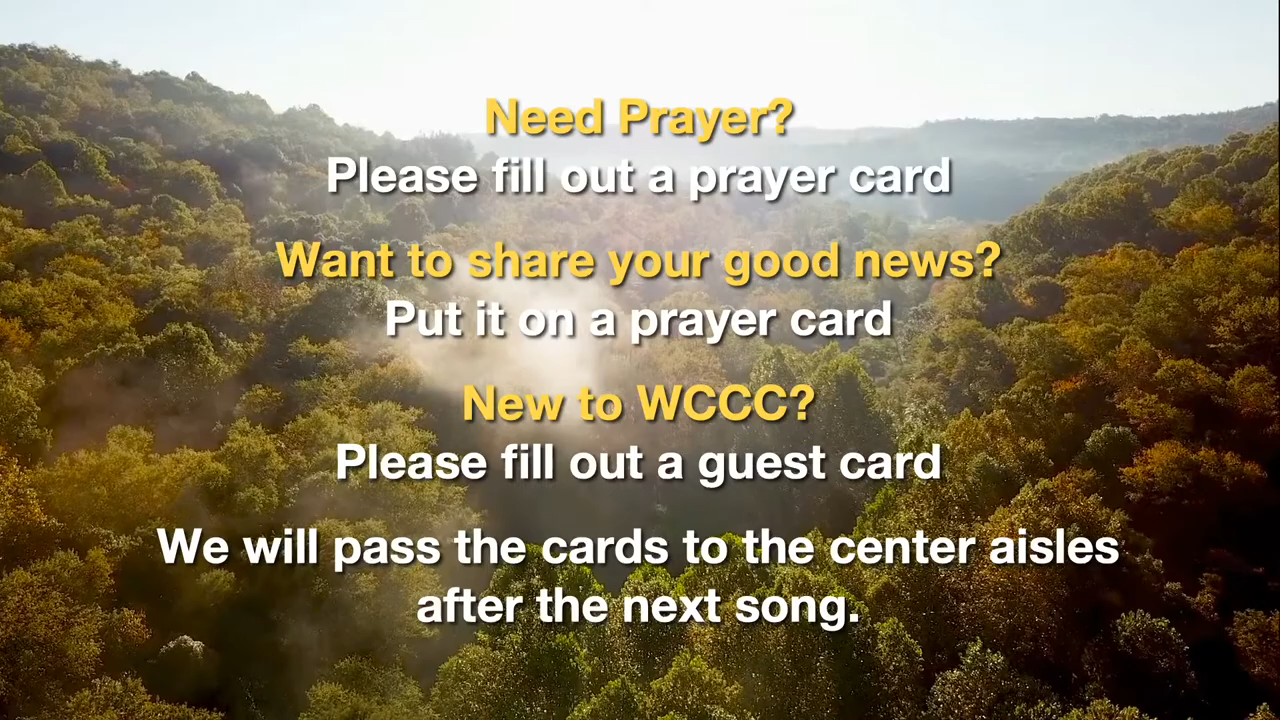 Need Prayer?
Please fill out a prayer card
Want to share your good news?
Put it on a prayer card
New to WCCC?
Please fill out a guest card
We will pass the cards to the center aisles
after the next song.